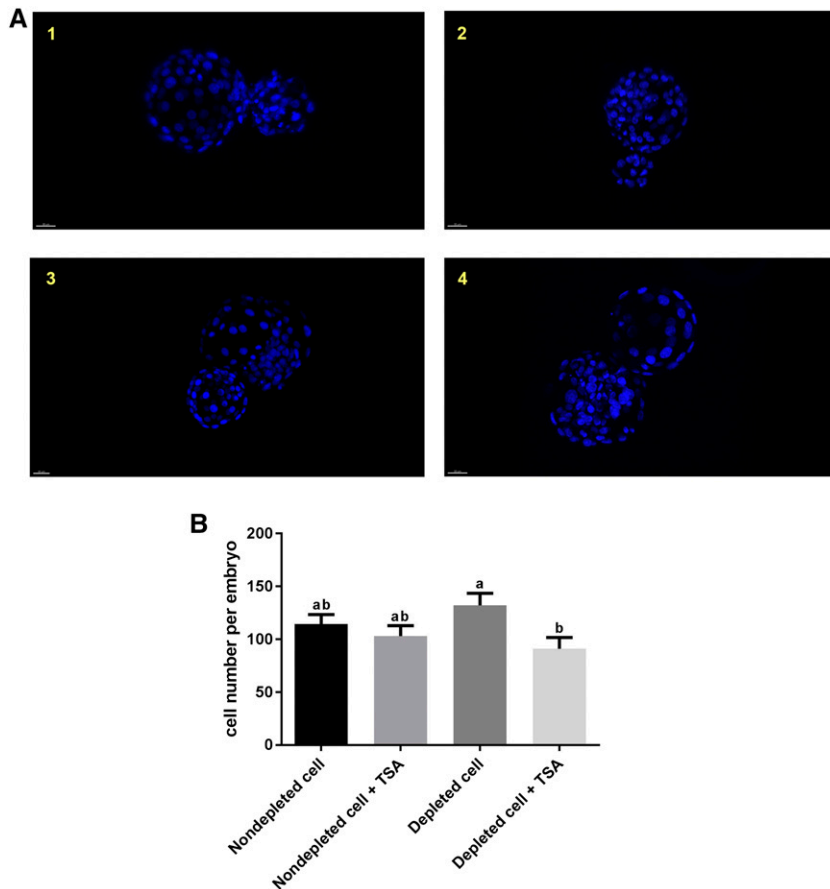 A
1
2
3
4
B
cell number per embryo
200
150
100
50
0
ab
ab
a
b
Nondepleted cell
Nondepleted cell + TSA
Depleted cell
Depleted cell + TSA